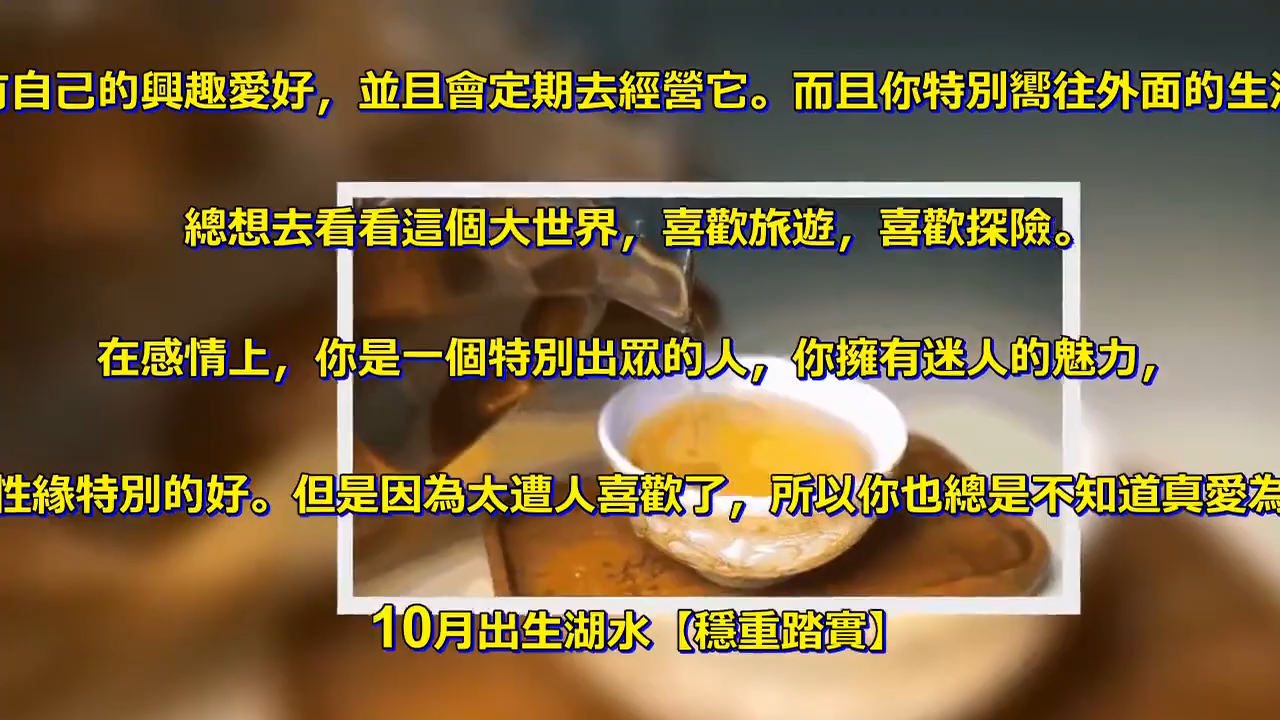 自己的興趣愛好，並且會定期去經營它。而且你特別嚮往外面的生
總想去看看這個大世界，喜歡旅遊，喜歡探險。
在感情上，你是一個特別出眾的人，你擁有迷人的魅力，
性緣特別的好。但是因為太遭人喜歡了，所以你也總是不知道真愛為
10月出生湖水【穩重踏實】